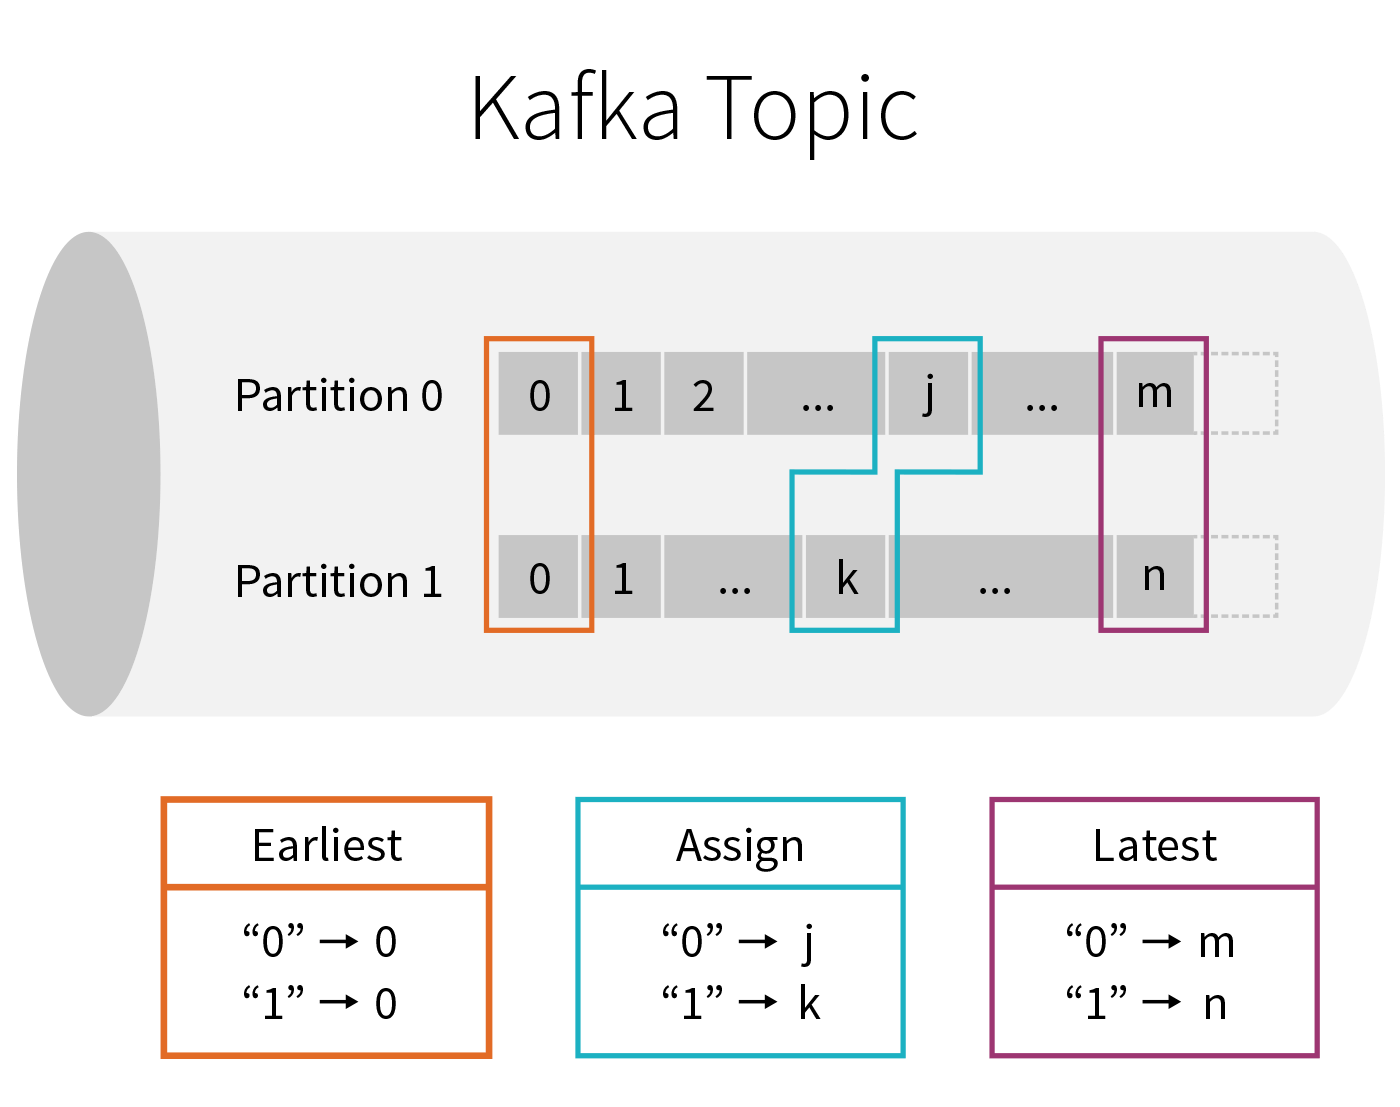 Kafka Topic
Partition 0 0 1 2 ... j ... m
Partition 1 0 1 ... k ... n
Earliest
“0” → 0
“1” → 0
Assign
“0” → j
“1” → k
Latest
“0” → m
“1” → n